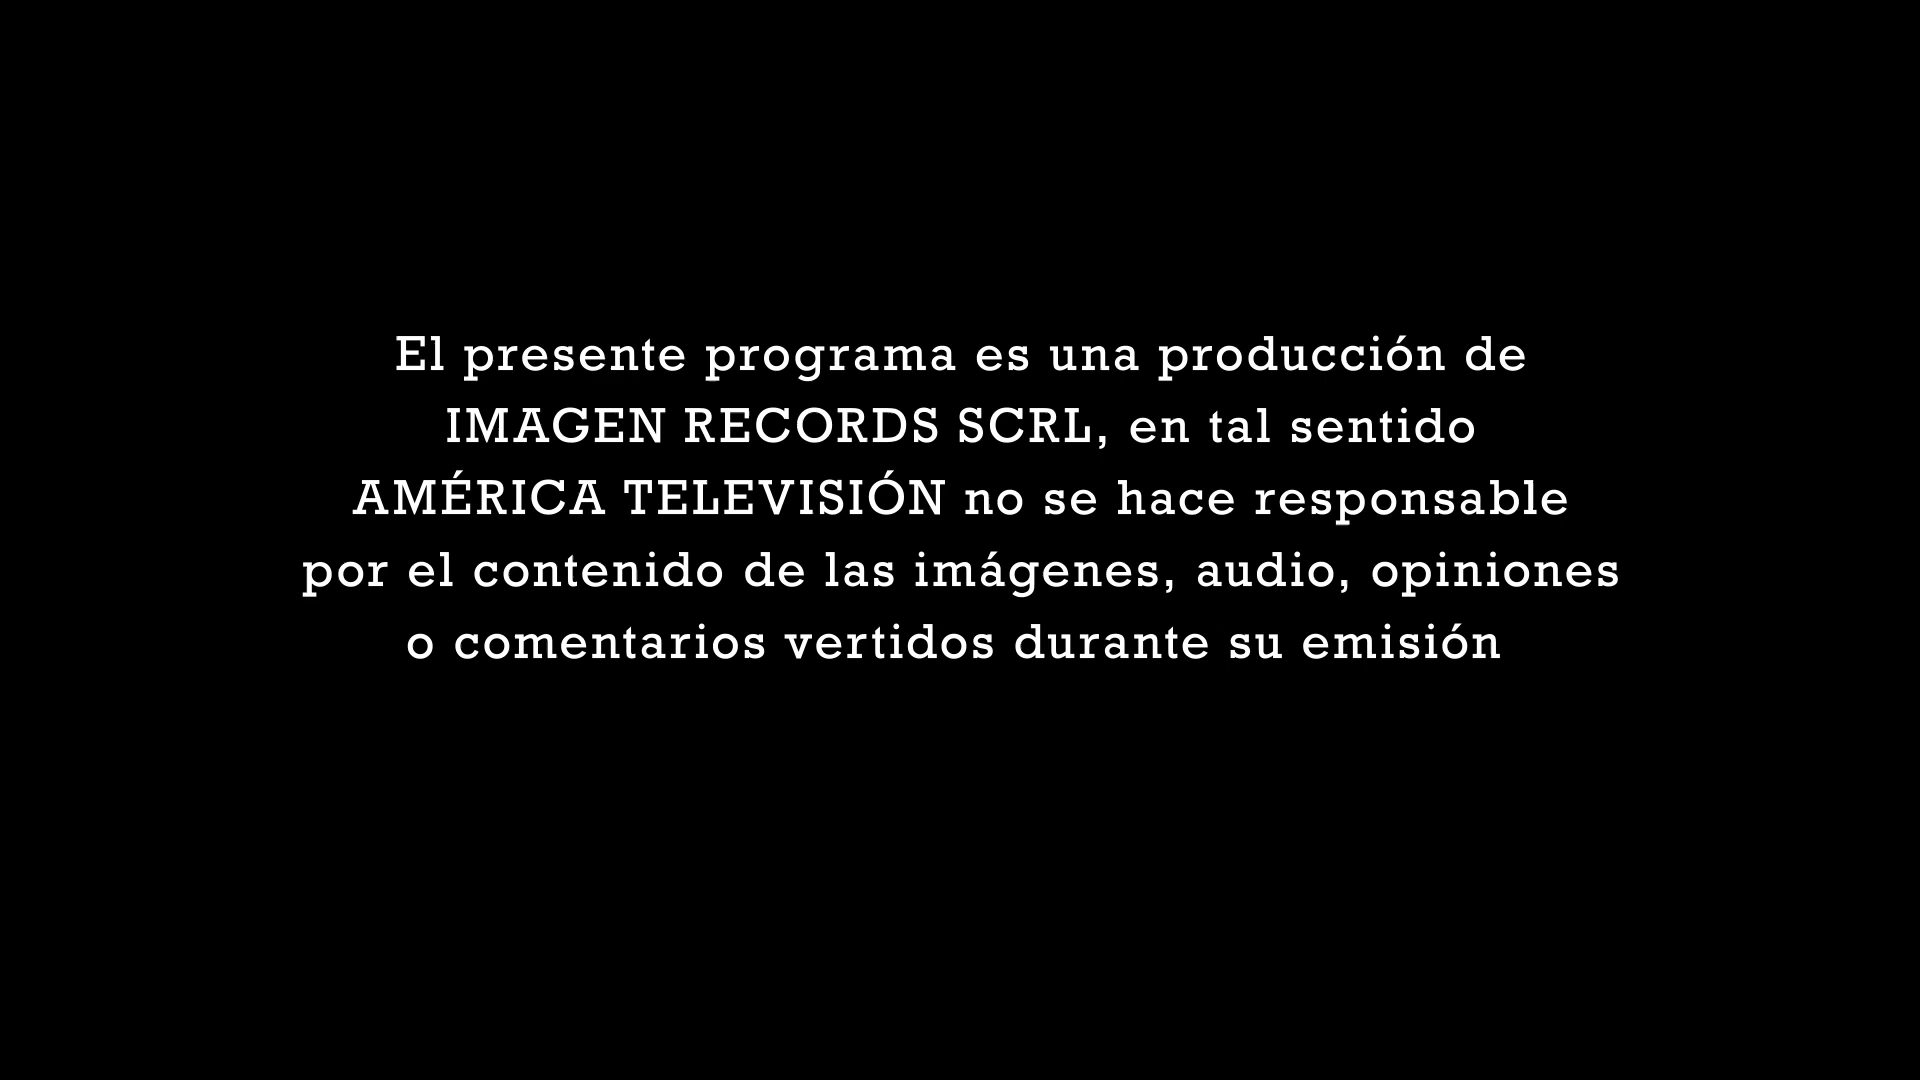 El presente programa es una producción de
IMAGEN RECORDS SCRL, en tal sentido
AMÉRICA TELEVISIÓN no se hace responsable
por el contenido de las imágenes, audio, opiniones
o comentarios vertidos durante su emisión